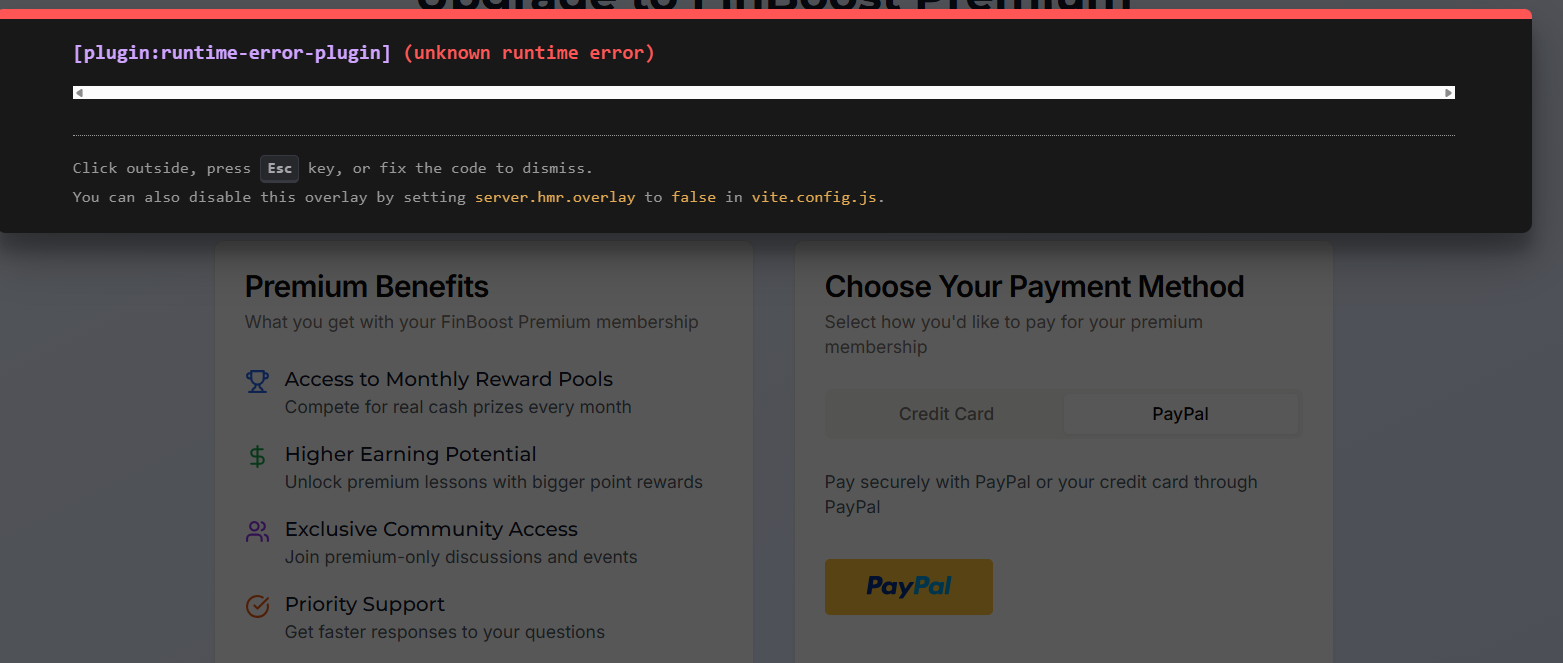 Upgrade to FinBoost Premium
[plugin:runtime-error-plugin] (unknown runtime error)
Click outside, press Esc key, or fix the code to dismiss.
You can also disable this overlay by setting server.hmr.overlay to false in vite.config.js.
Premium Benefits
What you get with your FinBoost Premium membership
Access to Monthly Reward Pools
Compete for real cash prizes every month
Higher Earning Potential
Unlock premium lessons with bigger point rewards
Exclusive Community Access
Join premium-only discussions and events
Priority Support
Get faster responses to your questions
Choose Your Payment Method
Select how you'd like to pay for your premium
membership
Credit Card
PayPal
Pay securely with PayPal or your credit card through
PayPal
PayPal